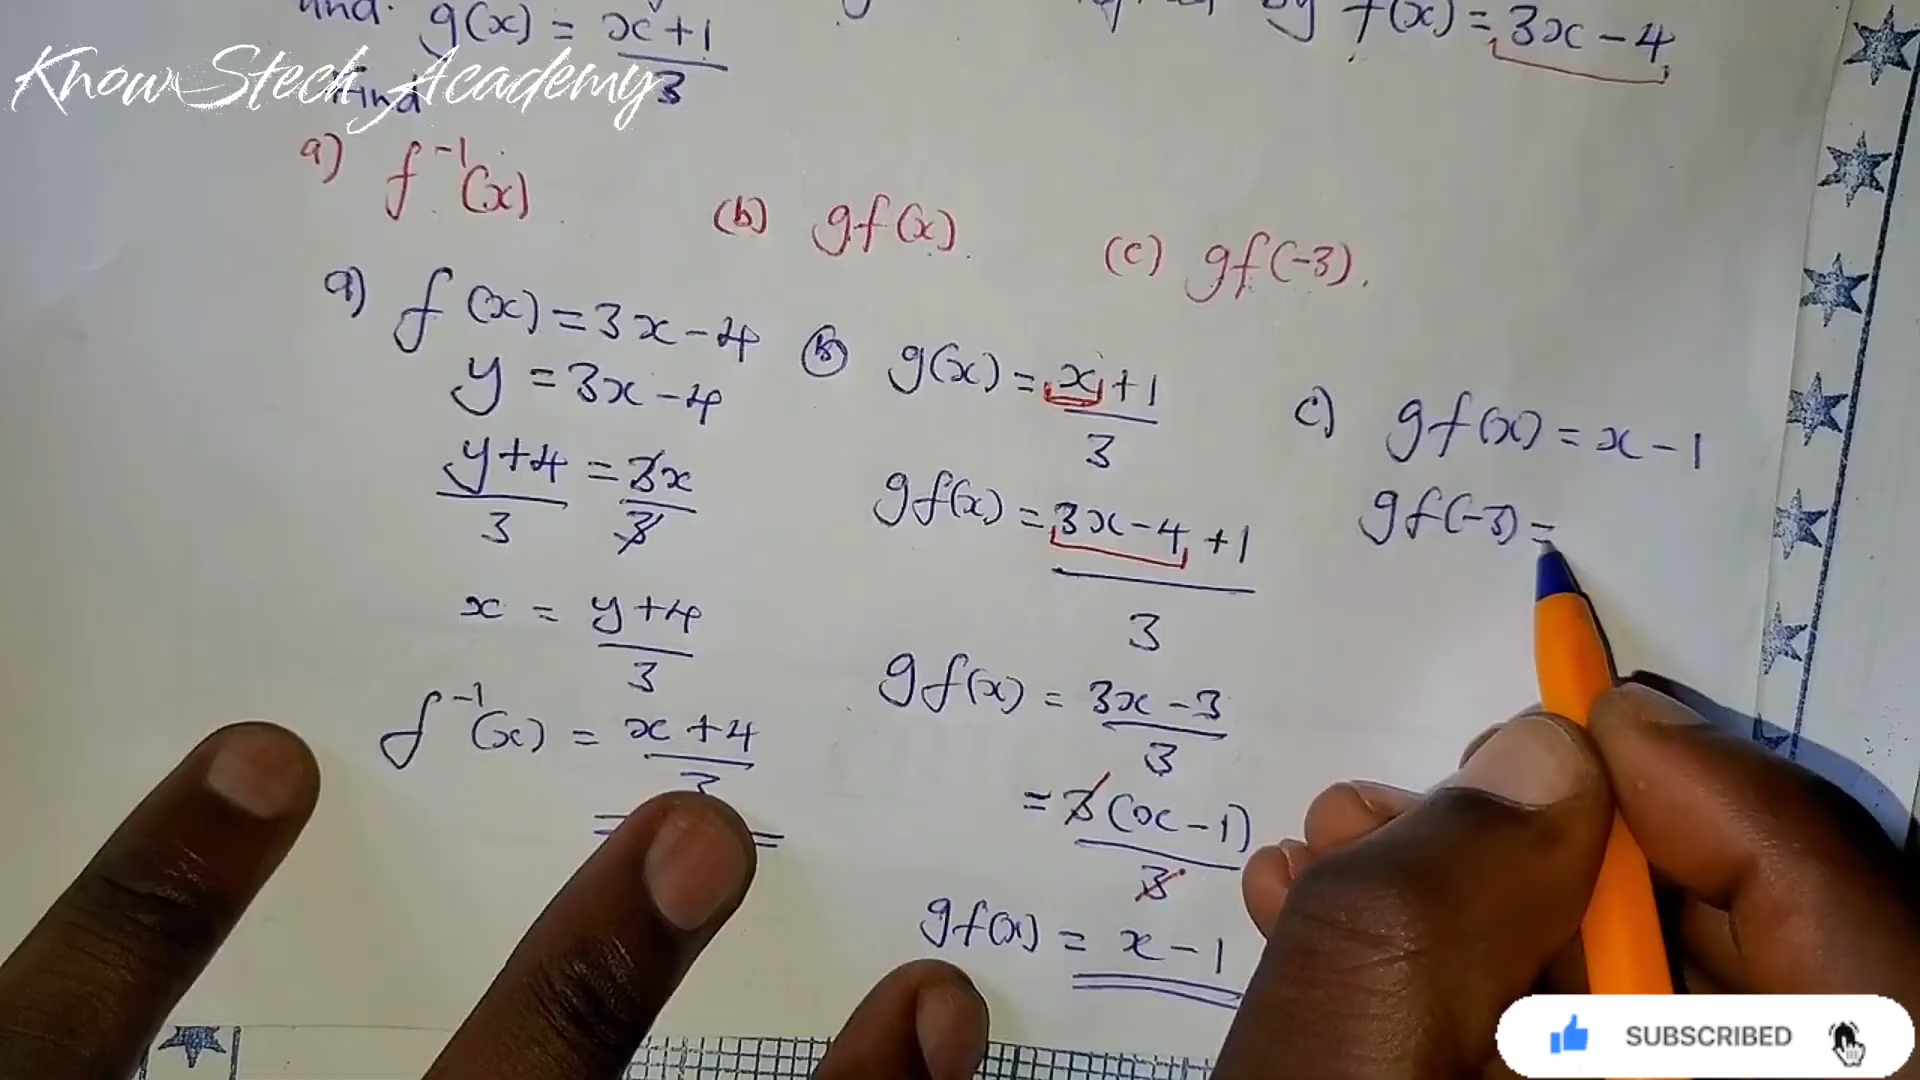 by f(x) = 3x - 4
and g(x) = x+1/3
Know Stech Academy
Find
a) f⁻¹(x) (b) gf(x). (c) gf(-3).
a) f(x) = 3x - 4
y = 3x - 4
y+4/3 = 3x/3
x = y+4/3
f⁻¹(x) = x+4/3
(b) g(x) = x+1/3
gf(x) = 3x-4+1/3
gf(x) = 3x-3/3
= 3(x-1)/3
gf(x) = x - 1
c) gf(x) = x - 1
gf(-3) =
SUBSCRIBED